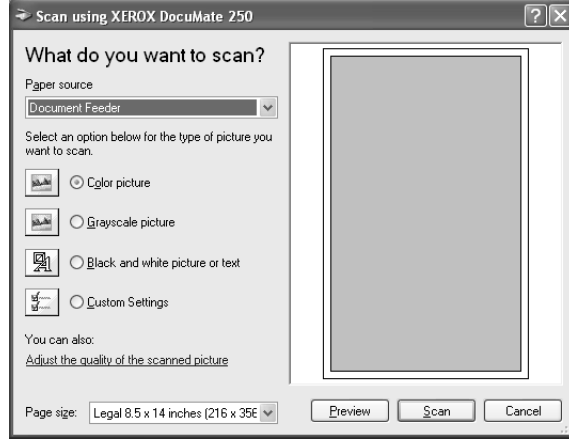 Scan using XEROX DocuMate 250
What do you want to scan?
Paper source
Document Feeder
Select an option below for the type of picture you
want to scan.
Color picture
Grayscale picture
Black and white picture or text
Custom Settings
You can also:
Adjust the quality of the scanned picture
Page size: Legal 8.5 x 14 inches (216 x 356
Preview Scan Cancel